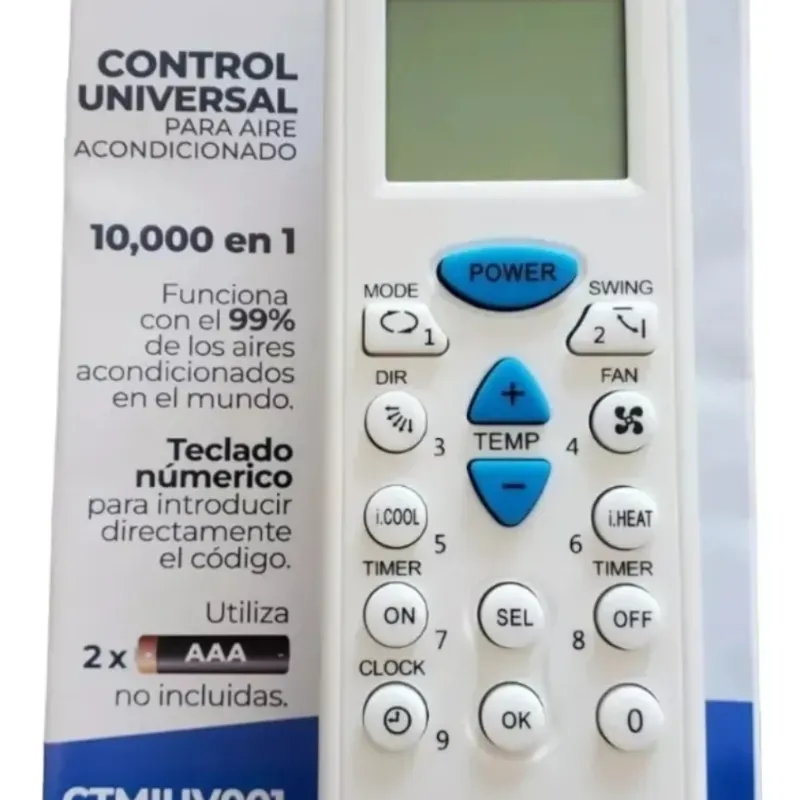 CONTROL
UNIVERSAL
PARA AIRE
ACONDICIONADO
10,000 en 1
Funciona
con el 99%
de los aires
acondicionados
en el mundo.
Teclado
númerico
para introducir
directamente
el código.
Utiliza
2 x AAA
no incluidas.
POWER
MODE SWING
1 2
DIR FAN
+
3 TEMP 4
-
i.COOL i.HEAT
5 6
TIMER TIMER
ON SEL OFF
7 8
CLOCK
OK 0
9